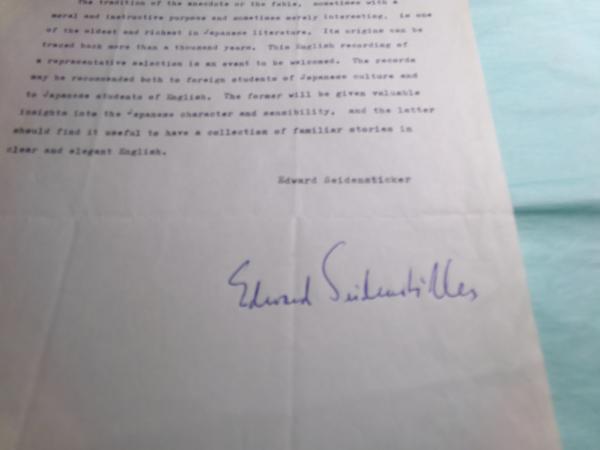 The tradition of the anecdote or the fable, sometimes with a
moral and instructive purpose and sometimes merely interesting, is one
of the oldest and richest in Japanese literature. Its origins can be
traced back more than a thousand years. This English recording of
a representative selection is an event to be welcomed. The records
may be recommended both to foreign students of Japanese culture and
to Japanese students of English. The former will be given valuable
insights into the Japanese character and sensibility, and the latter
should find it useful to have a collection of familiar stories in
clear and elegant English.
Edward Seidensticker
Edward Seidensticker